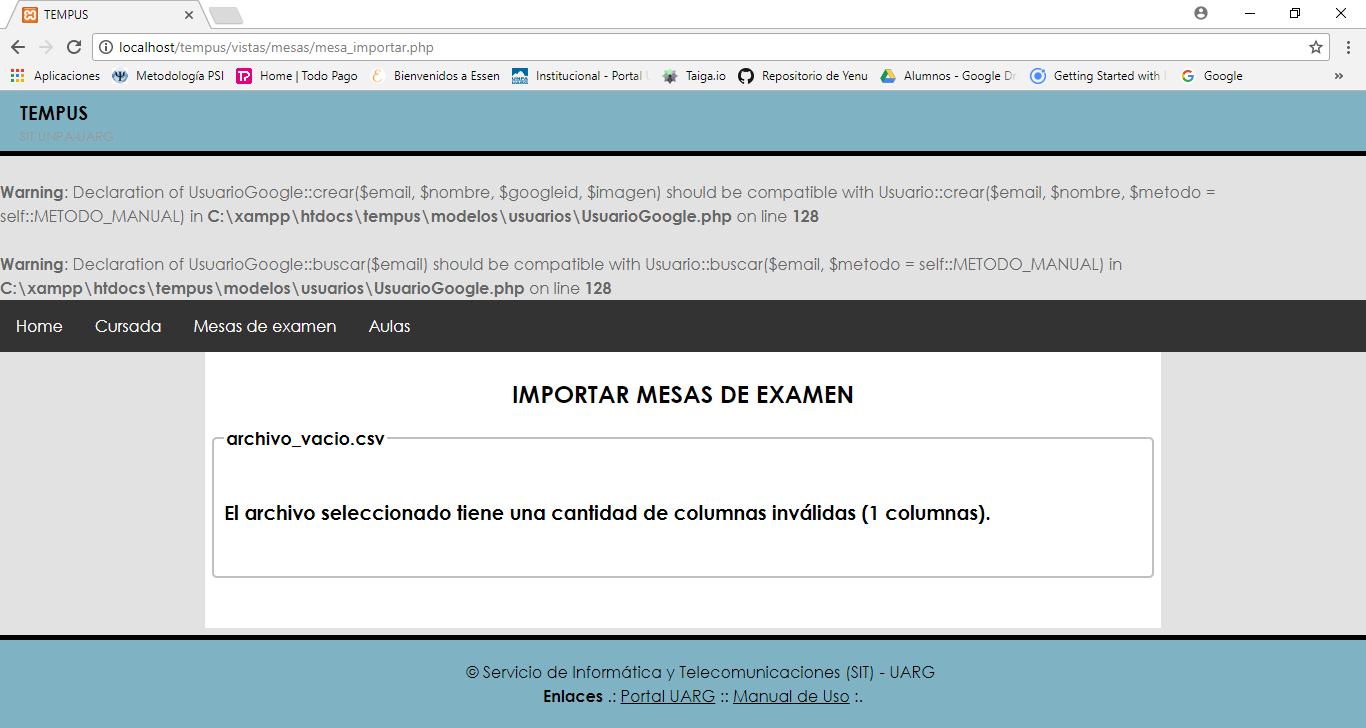 TEMPUS
localhost/tempus/vistas/mesas/mesa_importar.php
Aplicaciones Metodología PSI Home | Todo Pago Bienvenidos a Essen Institucional - Portal Taiga.io Repositorio de Yenu Alumnos - Google Dr Getting Started with Google »
TEMPUS
SIT UNPA-UARG
Warning: Declaration of UsuarioGoogle::crear($email, $nombre, $googleid, $imagen) should be compatible with Usuario::crear($email, $nombre, $metodo =
self::METODO_MANUAL) in C:\xampp\htdocs\tempus\modelos\usuarios\UsuarioGoogle.php on line 128
Warning: Declaration of UsuarioGoogle::buscar($email) should be compatible with Usuario::buscar($email, $metodo = self::METODO_MANUAL) in
C:\xampp\htdocs\tempus\modelos\usuarios\UsuarioGoogle.php on line 128
Home Cursada Mesas de examen Aulas
IMPORTAR MESAS DE EXAMEN
archivo_vacio.csv
El archivo seleccionado tiene una cantidad de columnas inválidas (1 columnas).
© Servicio de Informática y Telecomunicaciones (SIT) - UARG
Enlaces .: Portal UARG :: Manual de Uso :.